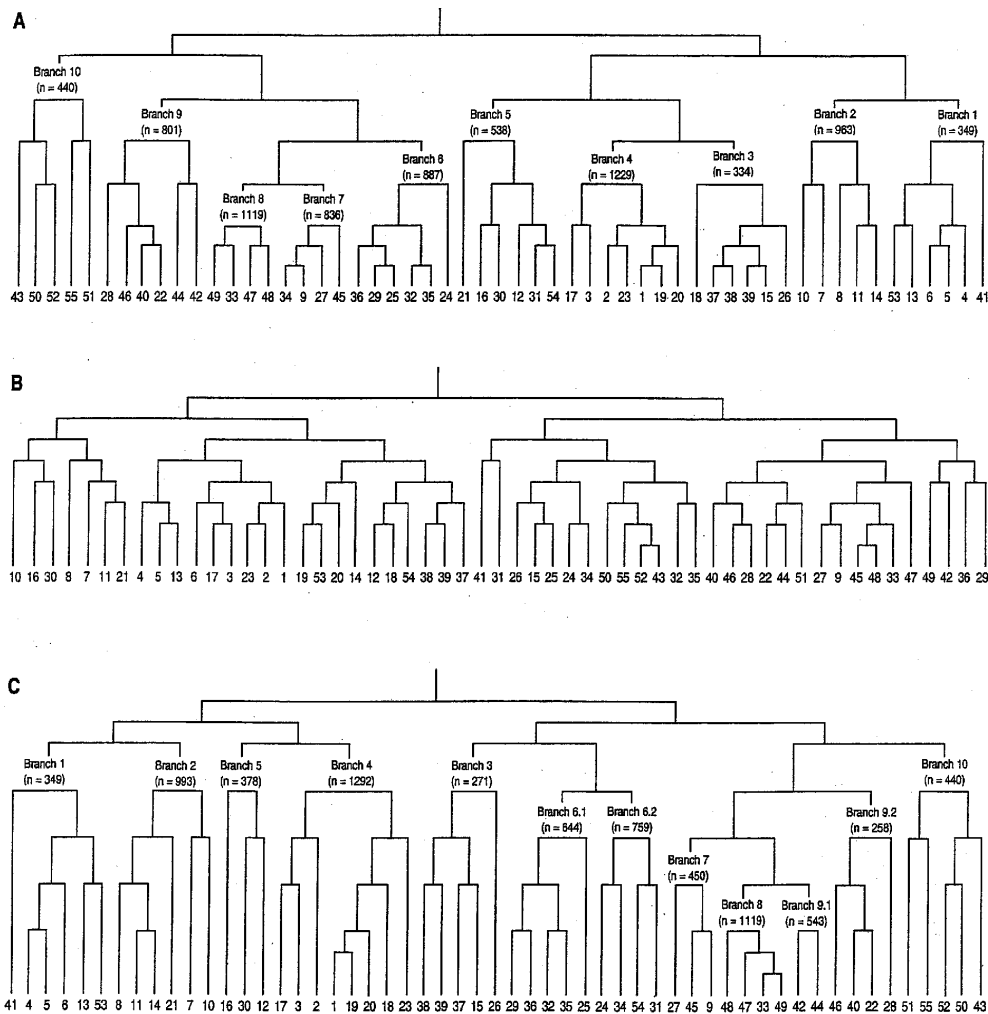 A
Branch 10
(n = 440)
Branch 9
(n = 801)
Branch 8
(n = 1119)
Branch 7
(n = 836)
Branch 6
(n = 887)
Branch 5
(n = 538)
Branch 4
(n = 1229)
Branch 3
(n = 334)
Branch 2
(n = 963)
Branch 1
(n = 349)
43 50 52 55 51 28 46 40 22 44 42 49 33 47 48 34 9 27 45 36 29 25 32 35 24 21 16 30 12 31 54 17 3 2 23 1 19 20 18 37 38 39 15 26 10 7 8 11 14 53 13 6 5 4 41
B
10 16 30 8 7 11 21 4 5 13 6 17 3 23 2 1 19 53 20 14 12 18 54 38 39 37 41 31 26 15 25 24 34 50 55 52 43 32 35 40 46 28 22 44 51 27 9 45 48 33 47 49 42 36 29
C
Branch 1
(n = 349)
Branch 2
(n = 993)
Branch 5
(n = 378)
Branch 4
(n = 1292)
Branch 3
(n = 271)
Branch 6.1
(n = 644)
Branch 6.2
(n = 759)
Branch 7
(n = 450)
Branch 8
(n = 1119)
Branch 9.1
(n = 543)
Branch 9.2
(n = 258)
Branch 10
(n = 440)
41 4 5 6 13 53 8 11 14 21 7 10 16 30 12 17 3 2 1 19 20 18 23 38 39 37 15 26 29 36 32 35 25 24 34 54 31 27 45 9 48 47 33 49 42 44 46 40 22 28 51 55 52 50 43